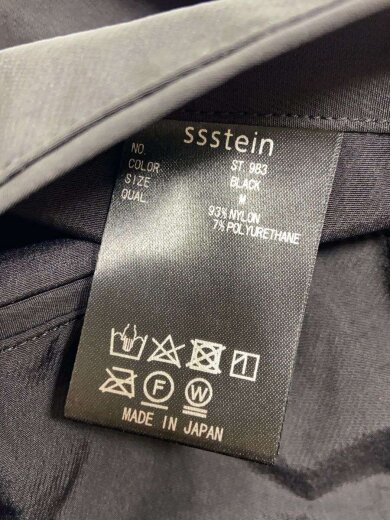 ssstein
NO. ST.983
COLOR BLACK
SIZE M
QUAL. 93%NYLON
7%POLYURETHANE
F W
MADE IN JAPAN